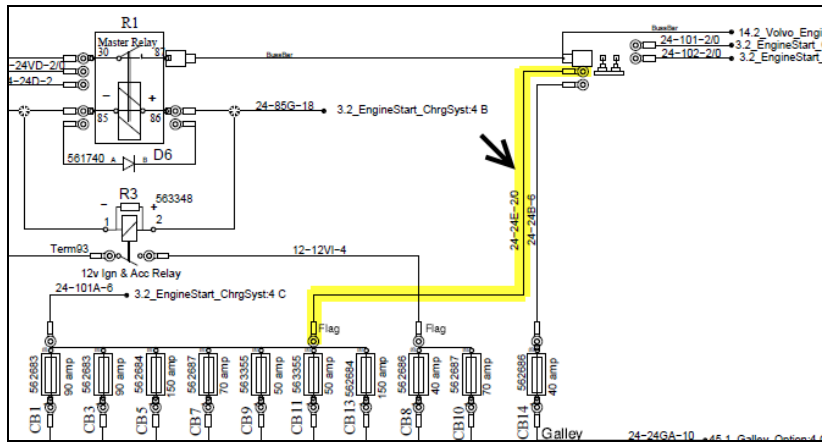 R1
Master Relay
30
87
BussBar
BussBar
14.2_Volvo_Engi
24-101-2/0
3.2_EngineStart_
24-102-2/0
3.2_EngineStart_
-24VD-2/0
-24D-2
85
86
- +
24-85G-18
3.2_EngineStart_ChrgSyst:4 B
561740
A
B
D6
R3
563348
- +
1
2
24-24E-2/0
24-24B-6
Term93
12-12VI-4
12v Ign & Acc Relay
24-101A-6
3.2_EngineStart_ChrgSyst:4 C
Flag
Flag
562683
90 amp
CB1
562683
90 amp
CB3
562684
150 amp
CB5
562687
70 amp
CB7
563355
50 amp
CB9
563355
50 amp
CB11
562684
150 amp
CB13
562686
40 amp
CB8
562687
70 amp
CB10
562686
40 amp
CB14
Galley
24-24GA-10
45.1_Galley_Option:4